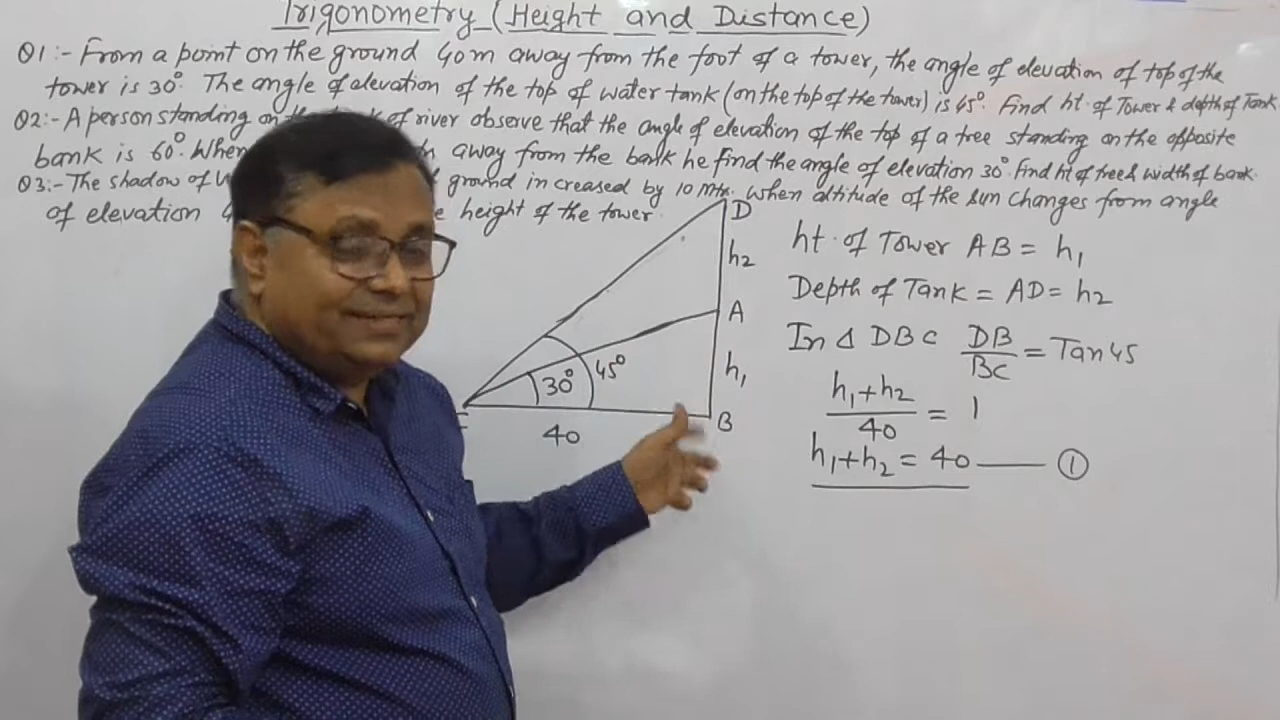 Trigonometry (Height and Distance)
Q1:- From a point on the ground 40m away from the foot of a tower, the angle of elevation of top of the
tower is 30°. The angle of elevation of the top of water tank (on the top of the tower) is 45°. Find ht. of Tower & depth of Tank
Q2:- A person standing on the of river observe that the angle of elevation of the top of a tree standing on the opposite
bank is 60°. When away from the bank he find the angle of elevation 30°. Find ht of tree & width of bank.
Q3:- The shadow of ground increased by 10 mtr. when altitude of the sun changes from angle
of elevation height of the tower.
D
h2
A
h1
B
30°
45°
40
ht. of Tower AB = h1
Depth of Tank = AD = h2
In Δ DBC DB/BC = Tan 45
h1+h2/40 = 1
h1+h2 = 40 —— ①